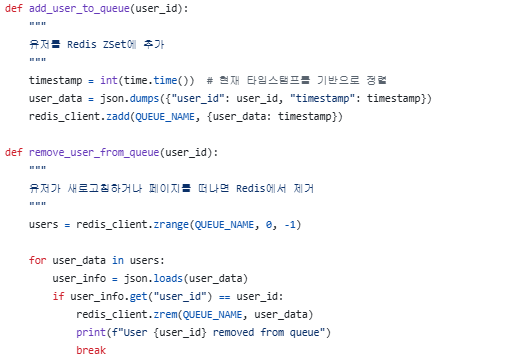 def add_user_to_queue(user_id):
    """
    유저를 Redis ZSet에 추가
    """
    timestamp = int(time.time())  # 현재 타임스탬프를 기반으로 정렬
    user_data = json.dumps({"user_id": user_id, "timestamp": timestamp})
    redis_client.zadd(QUEUE_NAME, {user_data: timestamp})

def remove_user_from_queue(user_id):
    """
    유저가 새로고침하거나 페이지를 떠나면 Redis에서 제거
    """
    users = redis_client.zrange(QUEUE_NAME, 0, -1)

    for user_data in users:
        user_info = json.loads(user_data)
        if user_info.get("user_id") == user_id:
            redis_client.zrem(QUEUE_NAME, user_data)
            print(f"User {user_id} removed from queue")
            break